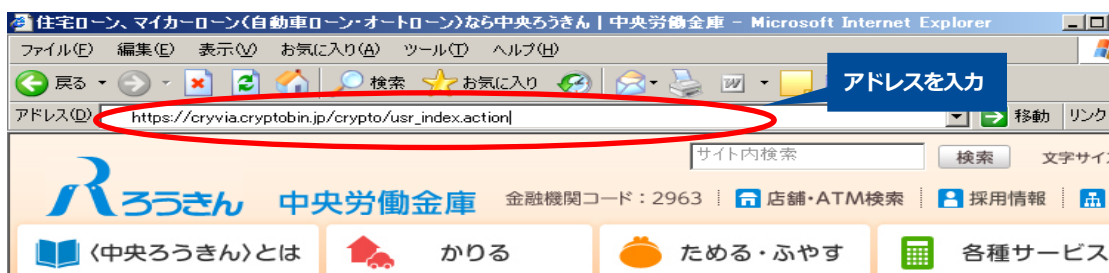 住宅ローン、マイカーローン(自動車ローン・オートローン)なら中央ろうきん | 中央労働金庫 - Microsoft Internet Explorer
ファイル(F) 編集(E) 表示(V) お気に入り(A) ツール(T) ヘルプ(H)
戻る 検索 お気に入り
アドレスを入力
アドレス(D) https://cryvia.cryptobin.jp/crypto/usr_index.action 移動 リンク
サイト内検索 検索 文字サイ
ろうきん 中央労働金庫 金融機関コード:2963 店舗・ATM検索 採用情報
〈中央ろうきん〉とは かりる ためる・ふやす 各種サービス